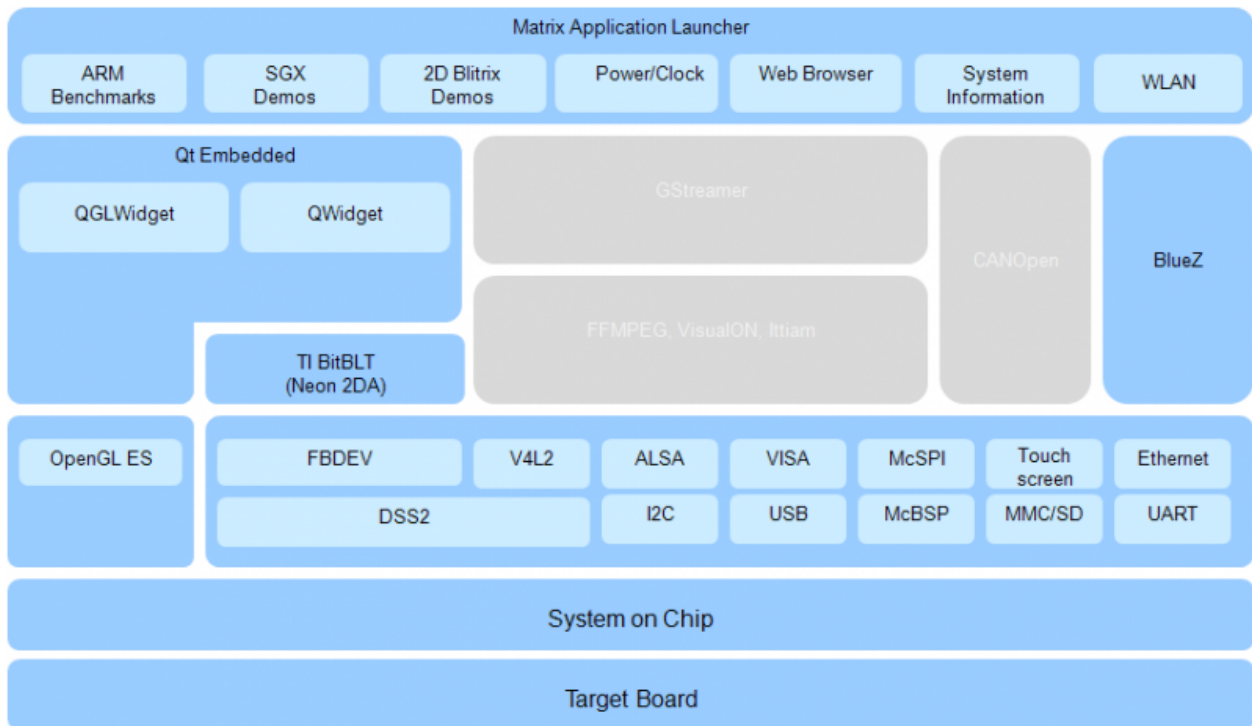 Matrix Application Launcher
ARM
Benchmarks
SGX
Demos
2D Blitrix
Demos
Power/Clock
Web Browser
System
Information
WLAN
Qt Embedded
QGLWidget
QWidget
GStreamer
CANOpen
BlueZ
FFMPEG, VisualON, Ittiam
TI BitBLT
(Neon 2DA)
OpenGL ES
FBDEV
V4L2
ALSA
VISA
McSPI
Touch
screen
Ethernet
DSS2
I2C
USB
McBSP
MMC/SD
UART
System on Chip
Target Board